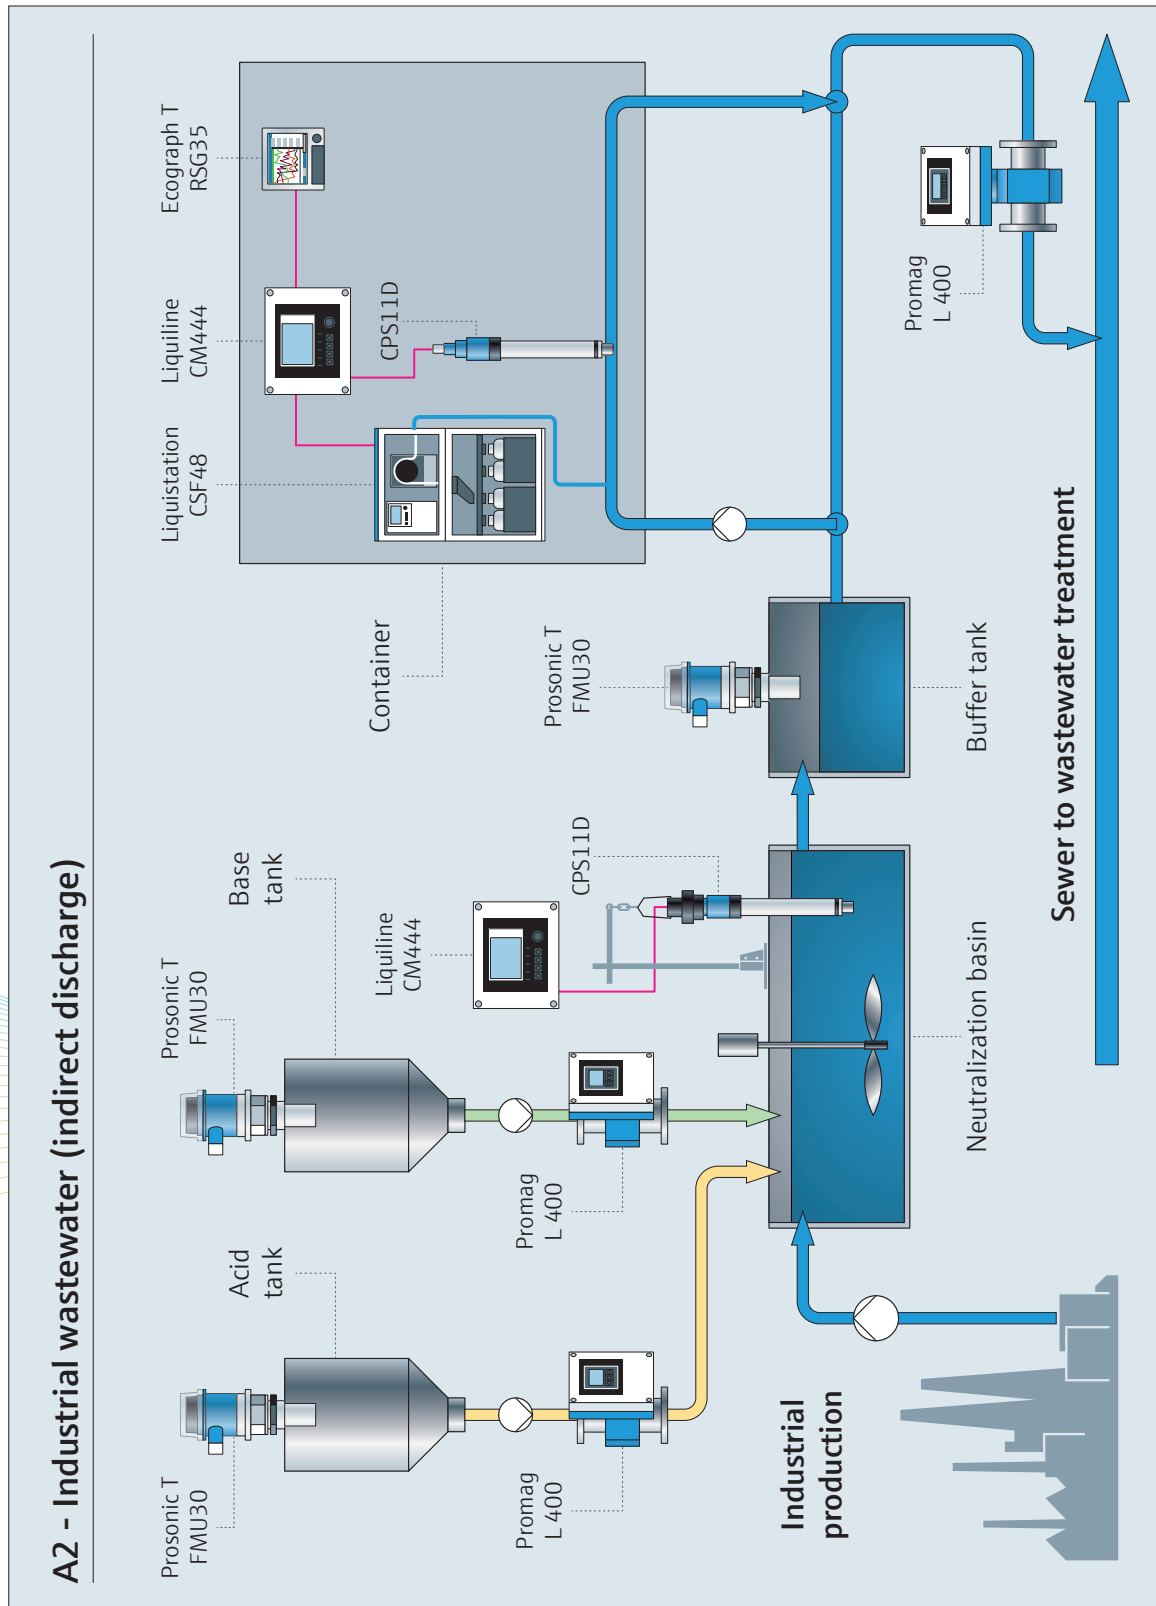 A2 - Industrial wastewater (indirect discharge)
Prosonic T
FMU30
Acid
tank
Promag
L 400
Prosonic T
FMU30
Base
tank
Promag
L 400
Liquiline
CM444
CPS11D
Industrial
production
Neutralization basin
Prosonic T
FMU30
Buffer tank
Container
Liquistation
CSF48
Liquiline
CM444
Ecograph T
RSG35
CPS11D
Promag
L 400
Sewer to wastewater treatment